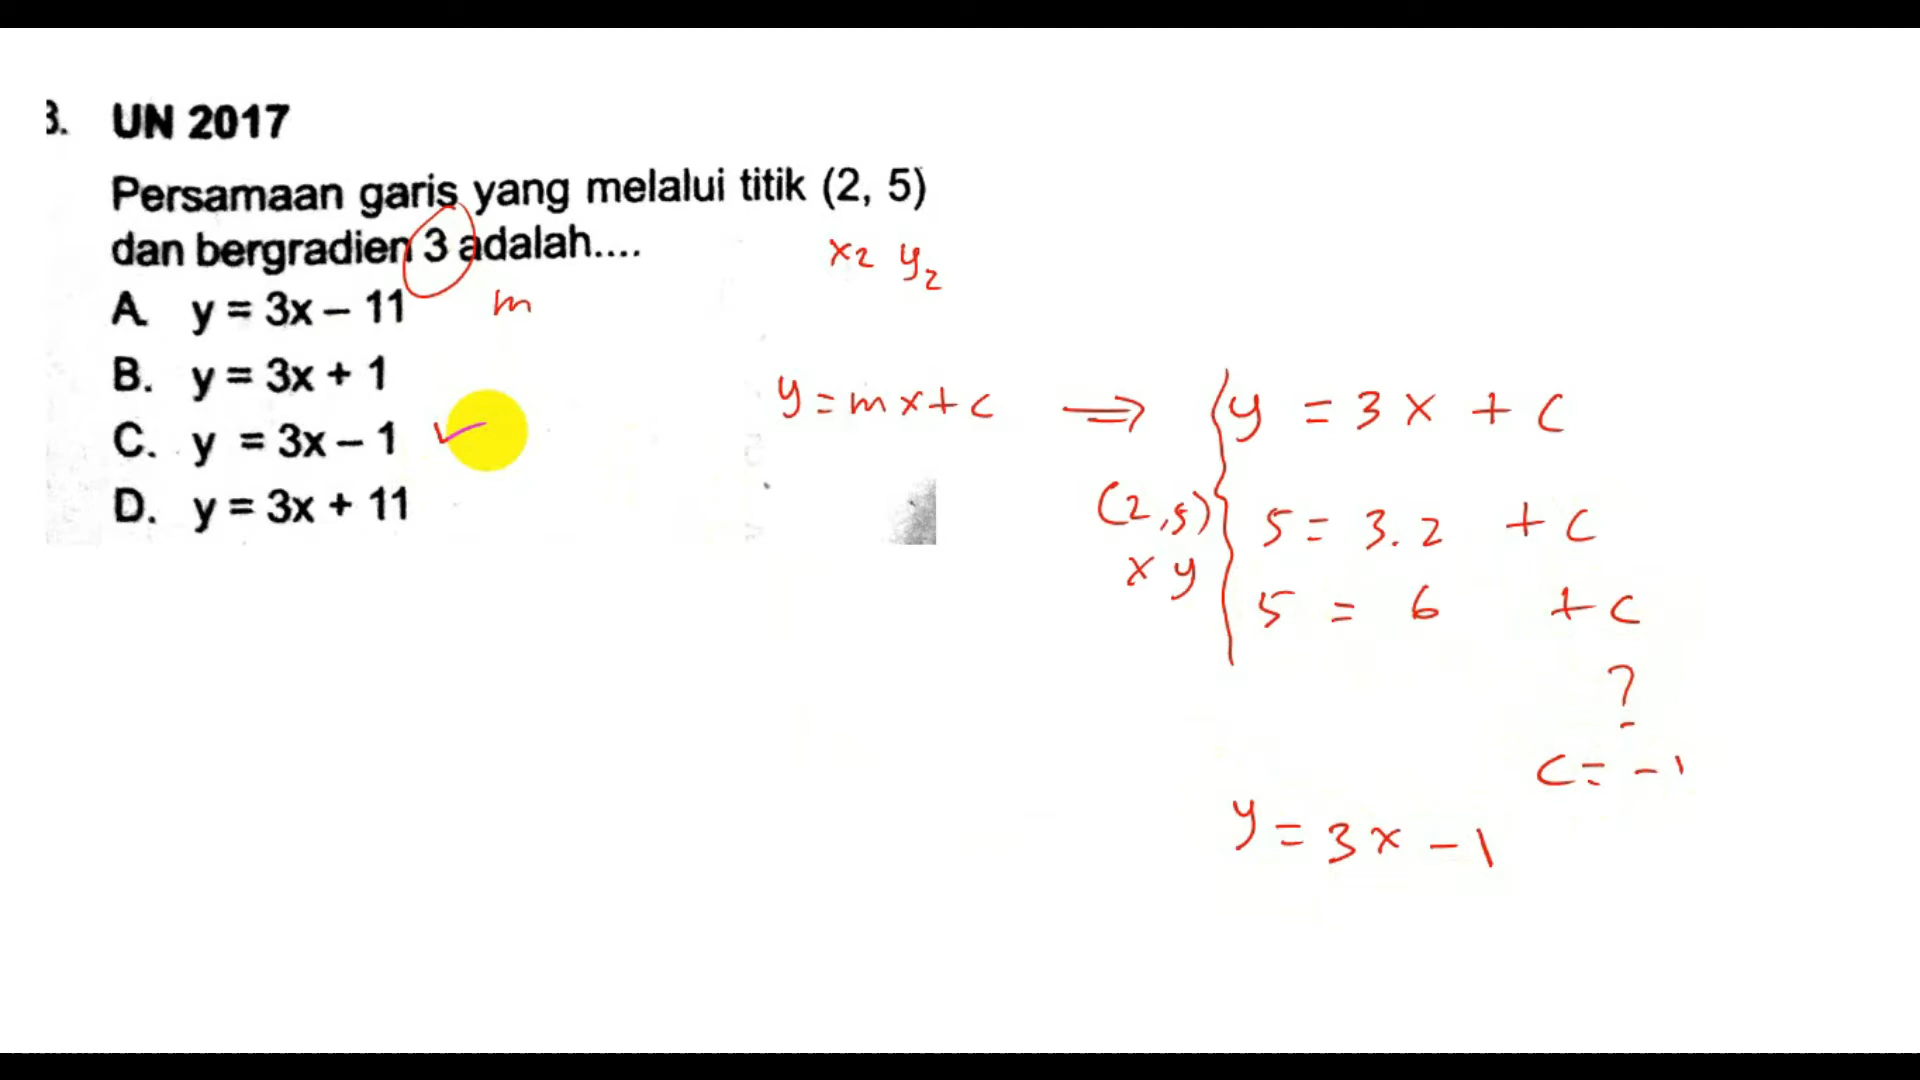 3. UN 2017
Persamaan garis yang melalui titik (2, 5)
dan bergradien 3 adalah....
x2 y2
m
A. y = 3x – 11
B. y = 3x + 1
C. y = 3x – 1 ✓
D. y = 3x + 11
y = mx + c ⇒ y = 3x + c
(2,5) 5 = 3.2 + c
x y
5 = 6 + c
?
c = -1
y = 3x - 1